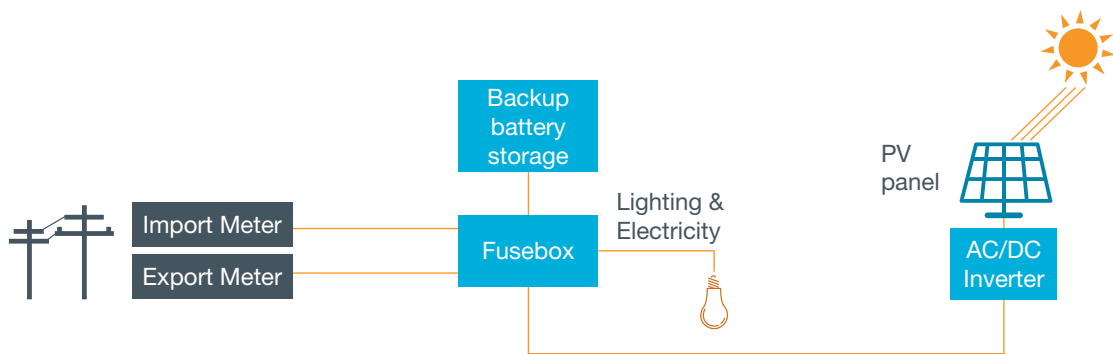 Backup
battery
storage
PV
panel
Lighting &
Electricity
Import Meter
Fusebox
Export Meter
AC/DC
Inverter